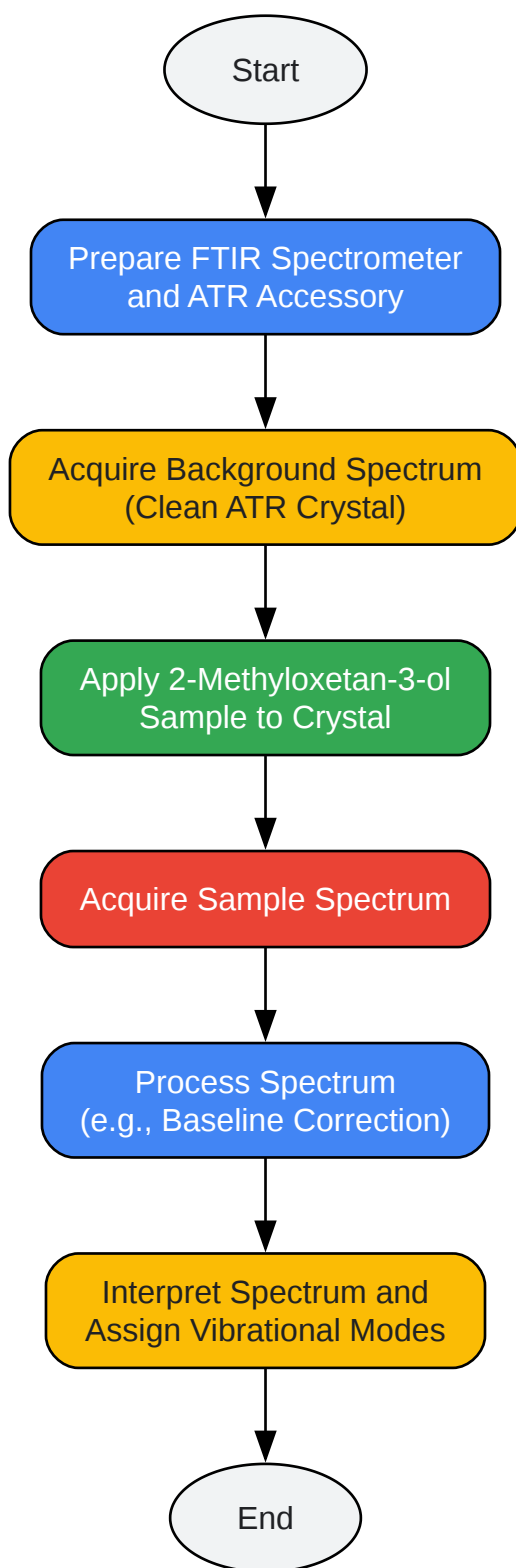 Start
Prepare FTIR Spectrometer
and ATR Accessory
Acquire Background Spectrum
(Clean ATR Crystal)
Apply 2-Methyloxetan-3-ol
Sample to Crystal
Acquire Sample Spectrum
Process Spectrum
(e.g., Baseline Correction)
Interpret Spectrum and
Assign Vibrational Modes
End